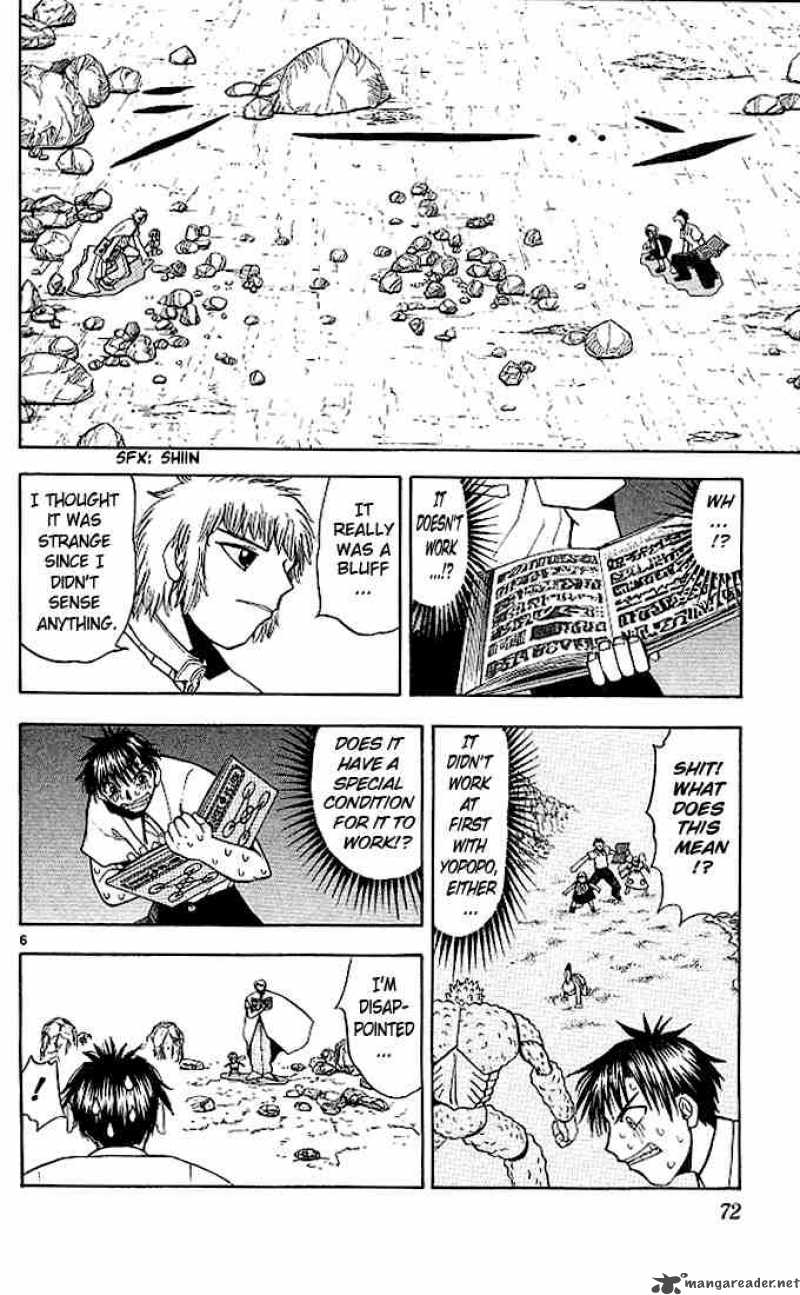 SFX: SHIIN
WH
...
!?
IT
DOESN'T
WORK
...!?
IT
REALLY
WAS A
BLUFF
...
I THOUGHT
IT WAS
STRANGE
SINCE I
DIDN'T
SENSE
ANYTHING.
SHIT!
WHAT
DOES
THIS
MEAN
!?
IT
DIDN'T
WORK
AT
FIRST
WITH
YOPOPO,
EITHER
...
DOES IT
HAVE A
SPECIAL
CONDITION
FOR IT TO
WORK!?
6
I'M
DISAP-
POINTED
...
!
72
mangareader.net